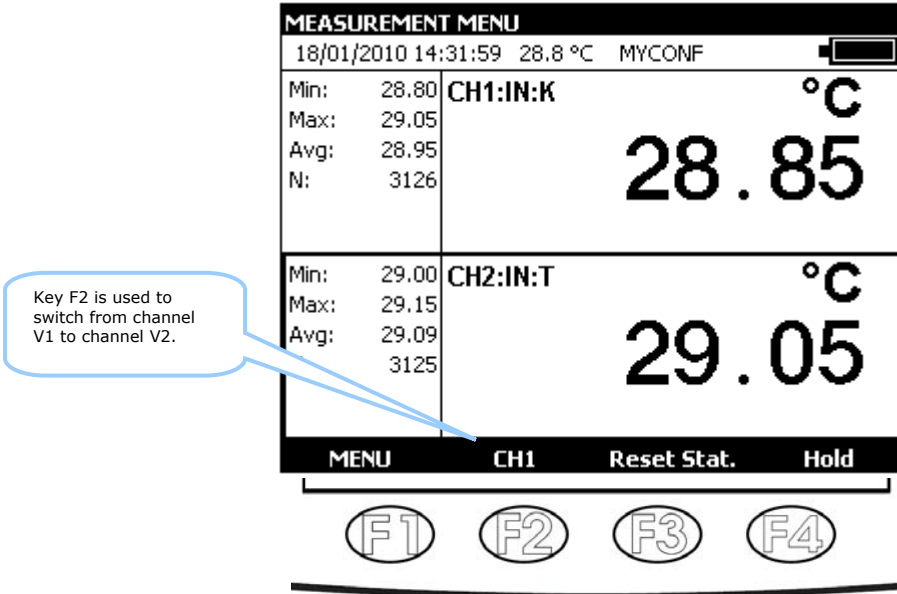 MEASUREMENT MENU
18/01/2010 14:31:59 28.8 °C MYCONF
Min: 28.80
Max: 29.05
Avg: 28.95
N: 3126
CH1:IN:K
°C
28.85
Min: 29.00
Max: 29.15
Avg: 29.09
3125
CH2:IN:T
°C
29.05
Key F2 is used to
switch from channel
V1 to channel V2.
MENU CH1 Reset Stat. Hold
F1 F2 F3 F4